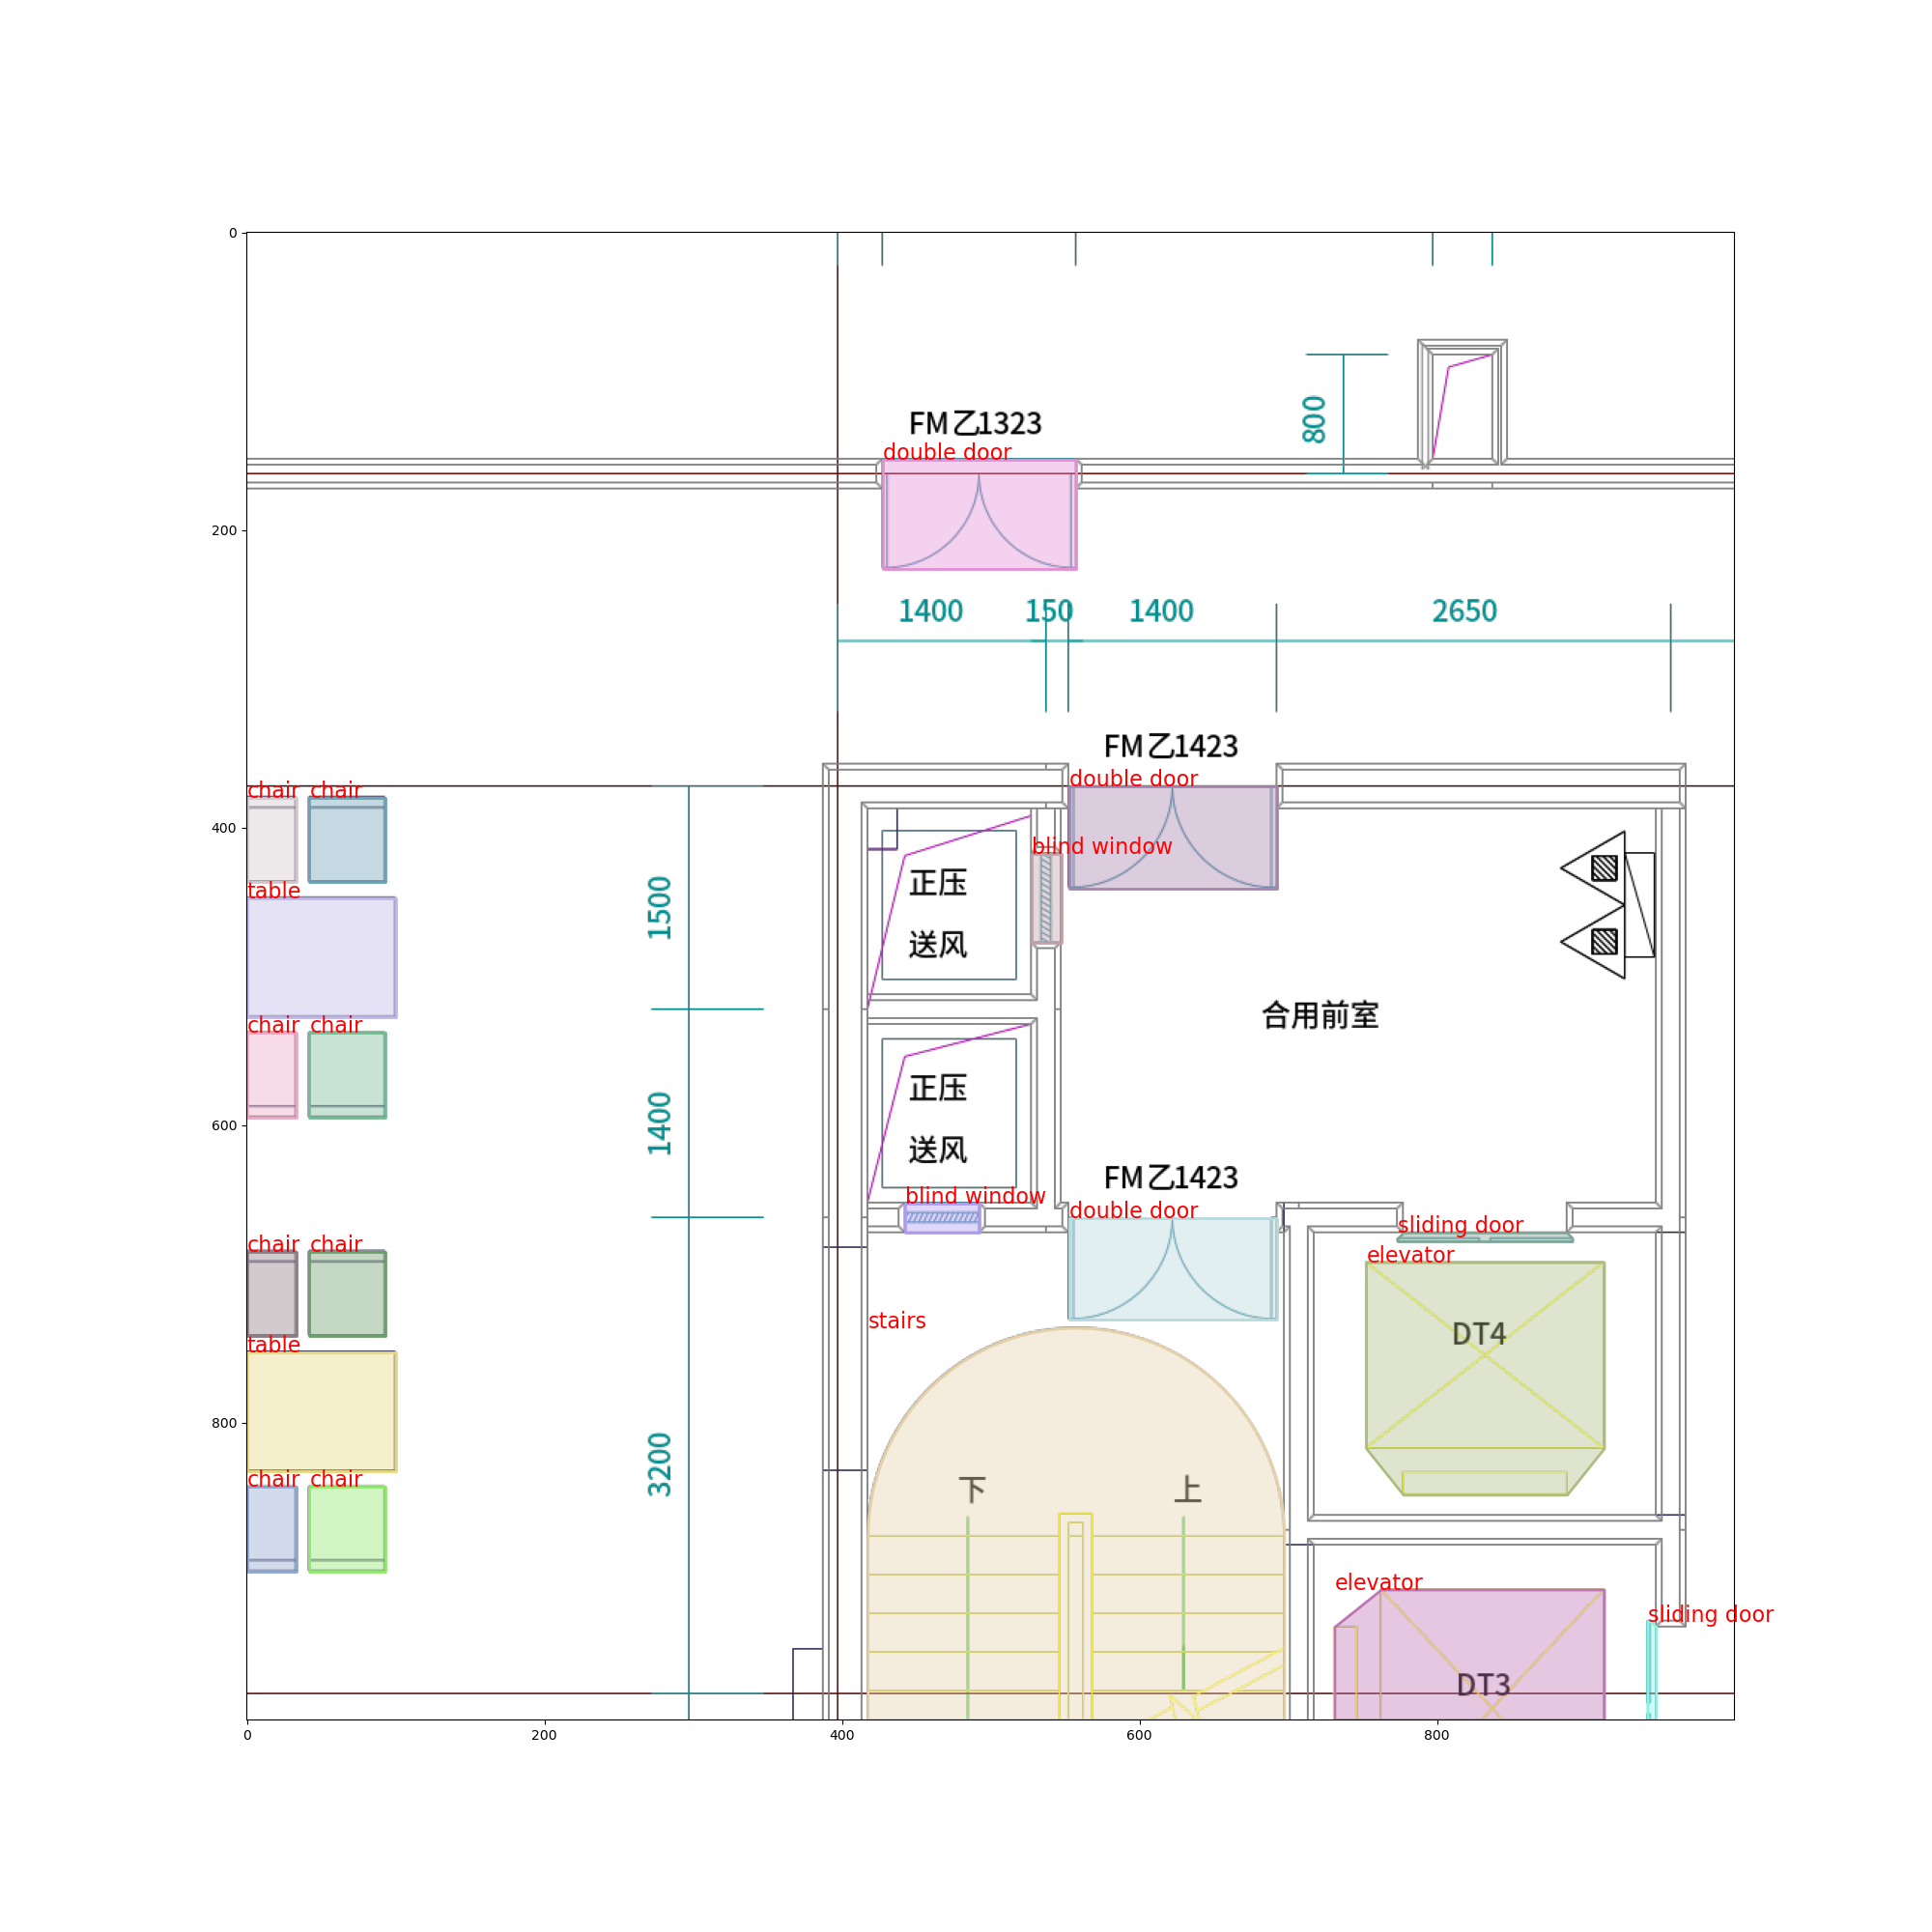 0
800
FM乙1323
double door
200
1400 150 1400 2650
FM乙1423
double door
chair chair
400
blind window
正压
送风
table
1500
合用前室
chair chair
正压
送风
600
1400
FM乙1423
blind window
double door
sliding door
chair chair
elevator
stairs
DT4
table
800
3200
chair chair
下 上
elevator
sliding door
DT3
0 200 400 600 800